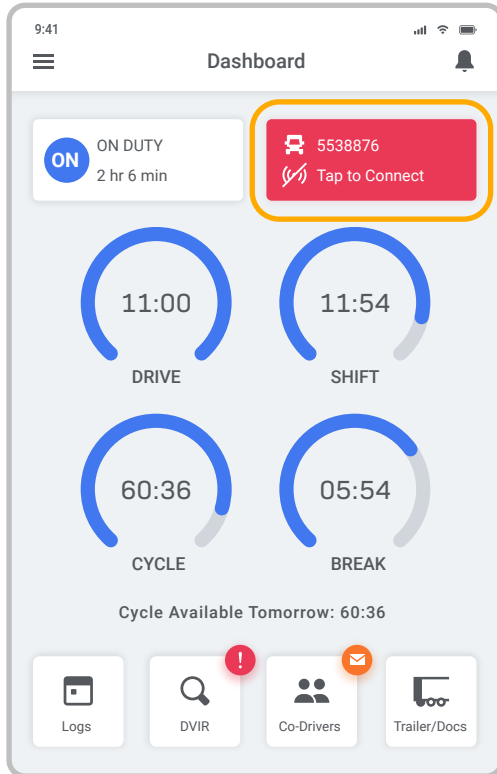 9:41
Dashboard
ON
ON DUTY
2 hr 6 min
5538876
Tap to Connect
11:00
DRIVE
11:54
SHIFT
60:36
CYCLE
05:54
BREAK
Cycle Available Tomorrow: 60:36
!
Logs
DVIR
Co-Drivers
Trailer/Docs